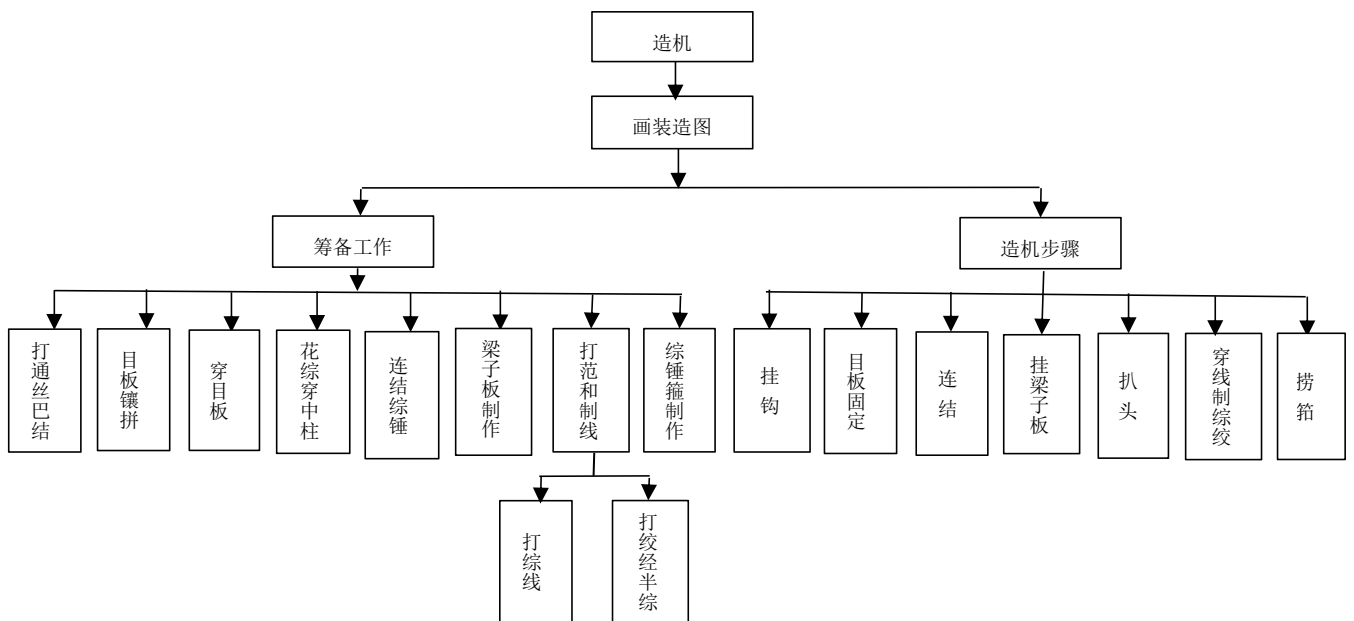 造机
画装造图
筹备工作
造机步骤
打通丝巴结
目板镶拼
穿目板
花综穿中柱
连结综锤
梁子板制作
打范和制线
综锤箍制作
挂钩
目板固定
连结
挂梁子板
扒头
穿线制综绞
捞筘
打综线
打绞经半综